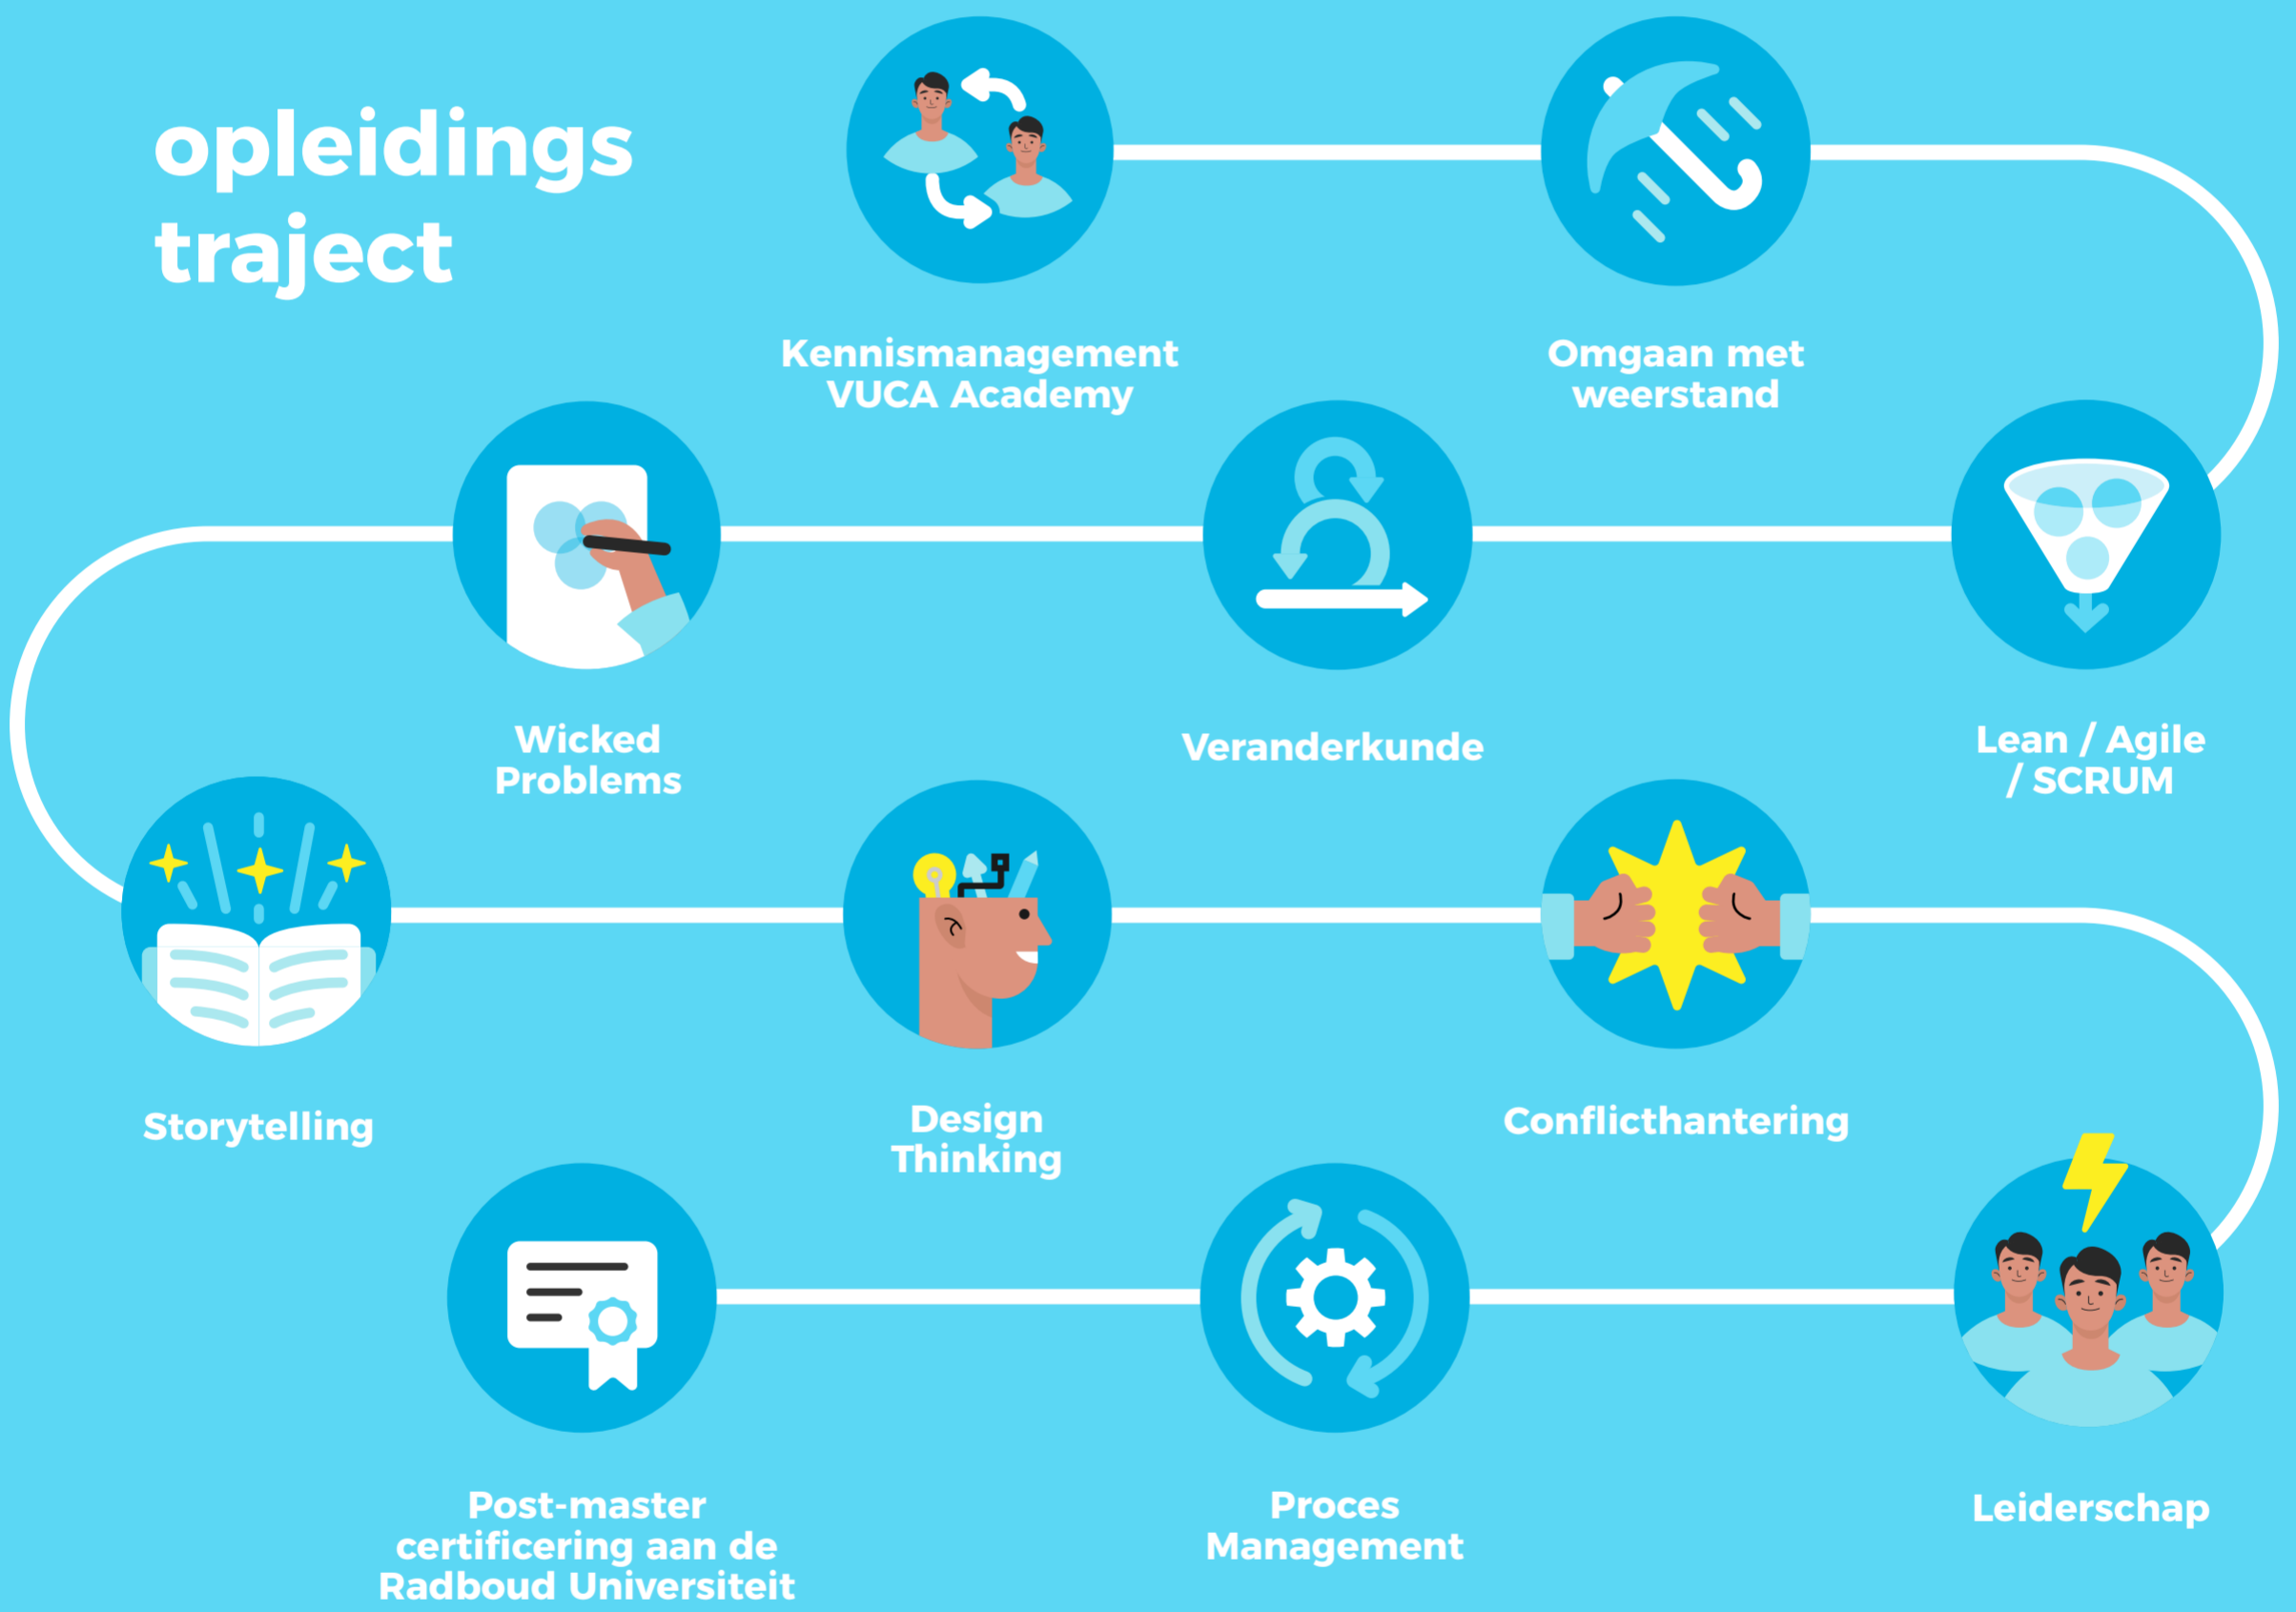 opleidings
traject
Kennismanagement
VUCA Academy
Omgaan met
weerstand
Lean / Agile
/ SCRUM
Veranderkunde
Wicked
Problems
Storytelling
Design
Thinking
Conflicthantering
Leiderschap
Proces
Management
Post-master
certificering aan de
Radboud Universiteit